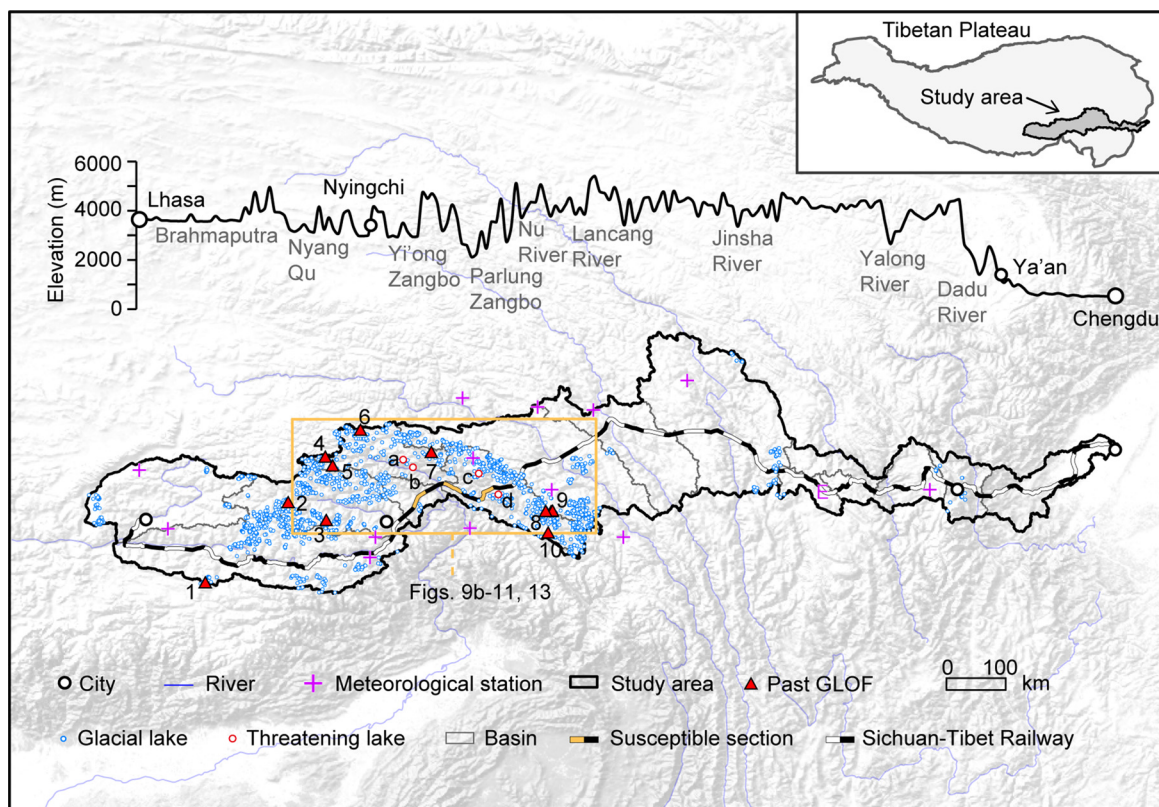 Tibetan Plateau
Study area
6000
4000
2000
0
Elevation (m)
Lhasa
Nyingchi
Brahmaputra
Nyang
Qu
Yi'ong
Zangbo
Parlung
Zangbo
Nu
River
Lancang
River
Jinsha
River
Yalong
River
Dadu
River
Ya'an
Chengdu
6
4
5
a
b
7
c
d
2
3
9
8
10
1
Figs. 9b-11, 13
0 100
km
City
River
Meteorological station
Study area
Past GLOF
Glacial lake
Threatening lake
Basin
Susceptible section
Sichuan-Tibet Railway